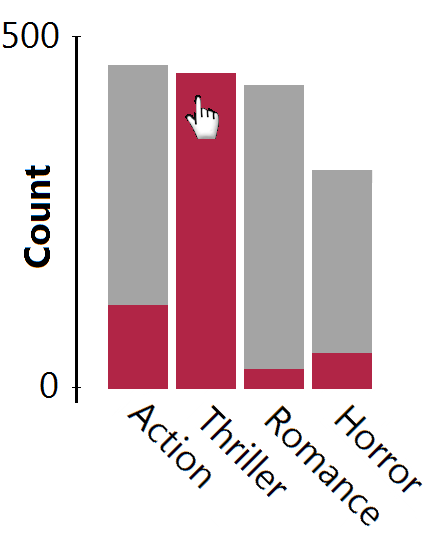 500
Count
0
Action
Thriller
Romance
Horror